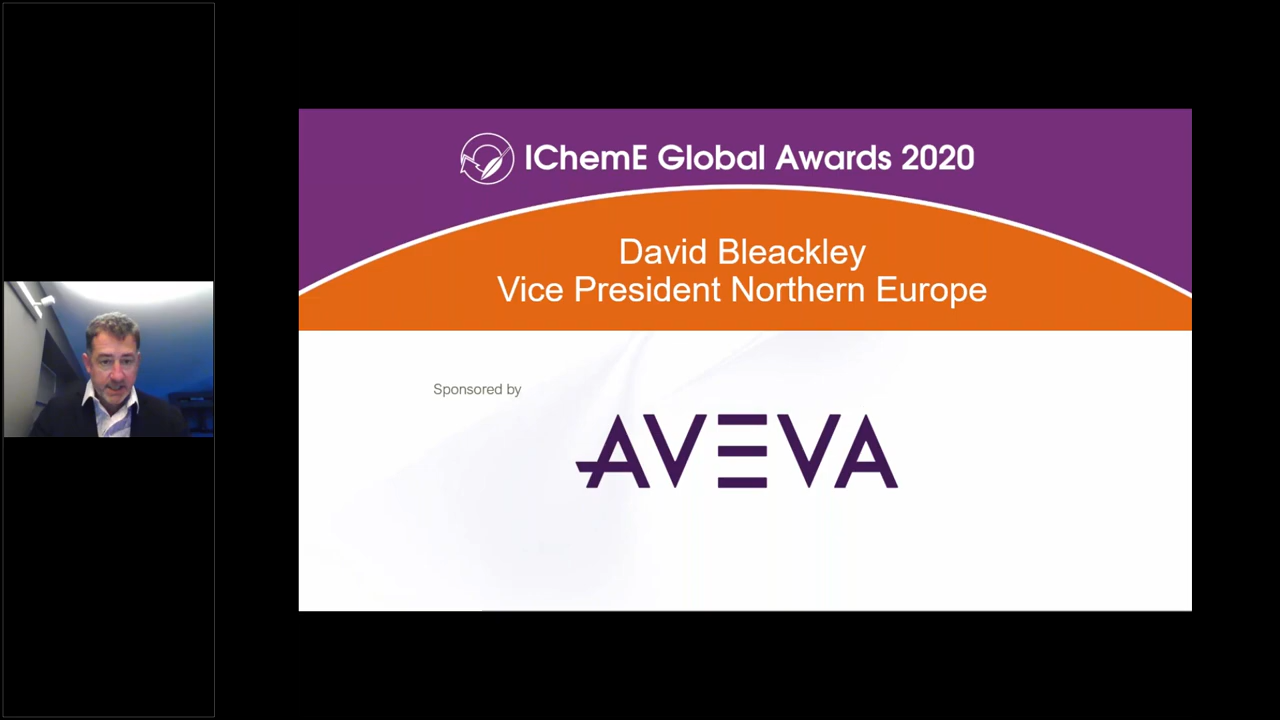 IChemE Global Awards 2020
David Bleackley
Vice President Northern Europe
Sponsored by
AVEVA